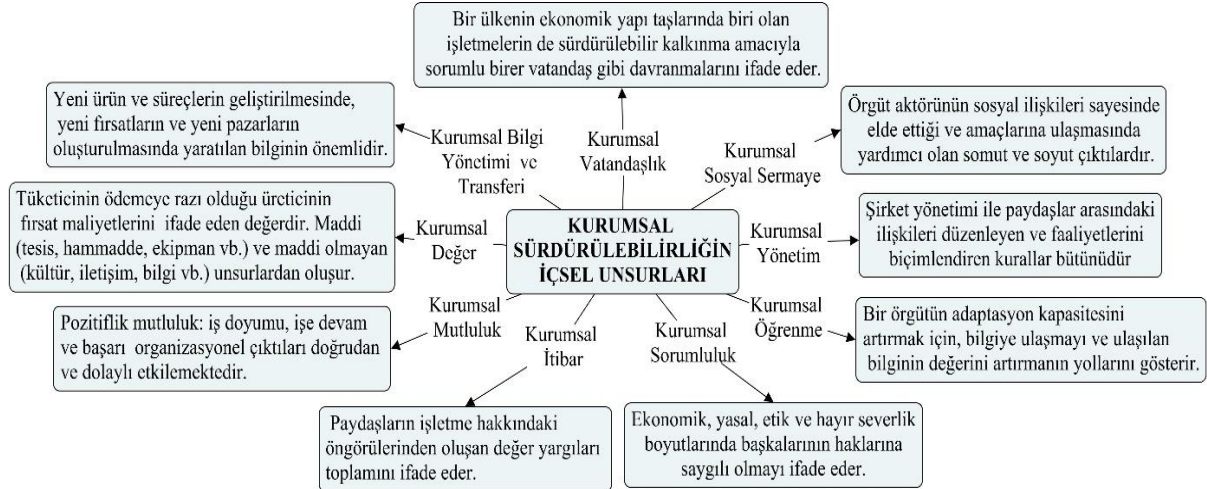 Bir ülkenin ekonomik yapı taşlarında biri olan
işletmelerin de sürdürülebilir kalkınma amacıyla
sorumlu birer vatandaş gibi davranmalarını ifade eder.
Yeni ürün ve süreçlerin geliştirilmesinde,
yeni fırsatların ve yeni pazarların
oluşturulmasında yaratılan bilginin önemlidir.
Örgüt aktörünün sosyal ilişkileri sayesinde
elde ettiği ve amaçlarına ulaşmasında
yardımcı olan somut ve soyut çıktılardır.
Kurumsal Bilgi
Yönetimi ve
Transferi
Kurumsal
Vatandaşlık
Kurumsal
Sosyal Sermaye
Tüketicinin ödemeye razı olduğu üreticinin
fırsat maliyetlerini ifade eden değerdir. Maddi
(tesis, hammadde, ekipman vb.) ve maddi olmayan
(kültür, iletişim, bilgi vb.) unsurlardan oluşur.
Kurumsal
Değer
KURUMSAL
SÜRDÜRÜLEBİLİRLİĞİN
İÇSEL UNSURLARI
Kurumsal
Yönetim
Şirket yönetimi ile paydaşlar arasındaki
ilişkileri düzenleyen ve faaliyetlerini
biçimlendiren kurallar bütünüdür
Kurumsal
Mutluluk
Kurumsal
İtibar
Kurumsal
Sorumluluk
Kurumsal
Öğrenme
Pozitiflik mutluluk: iş doyumu, işe devam
ve başarı organizasyonel çıktıları doğrudan
ve dolaylı etkilemektedir.
Bir örgütün adaptasyon kapasitesini
artırmak için, bilgiye ulaşmayı ve ulaşılan
bilginin değerini artırmanın yollarını gösterir.
Paydaşların işletme hakkındaki
öngörülerinden oluşan değer yargıları
toplamını ifade eder.
Ekonomik, yasal, etik ve hayır severlik
boyutlarında başkalarının haklarına
saygılı olmayı ifade eder.